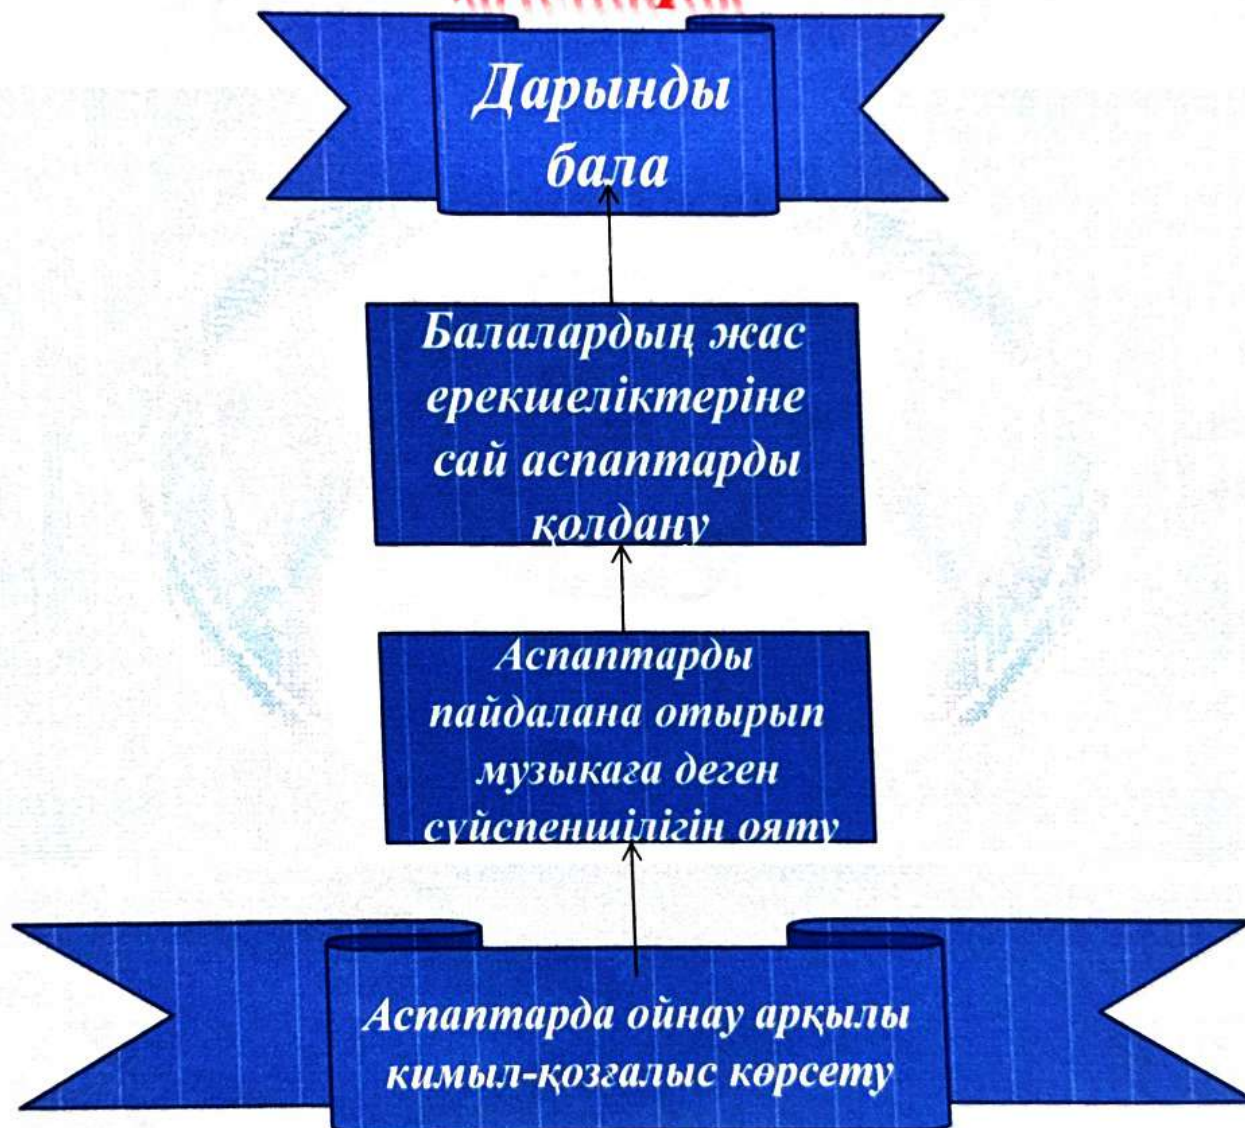 Дарынды
бала
Балалардың жас
ерекшеліктеріне
сай аспаптарды
қолдану
Аспаптарды
пайдалана отырып
музыкаға деген
сүйспеншілігін ояту
Аспаптарда ойнау арқылы
кимыл-қозғалыс көрсету